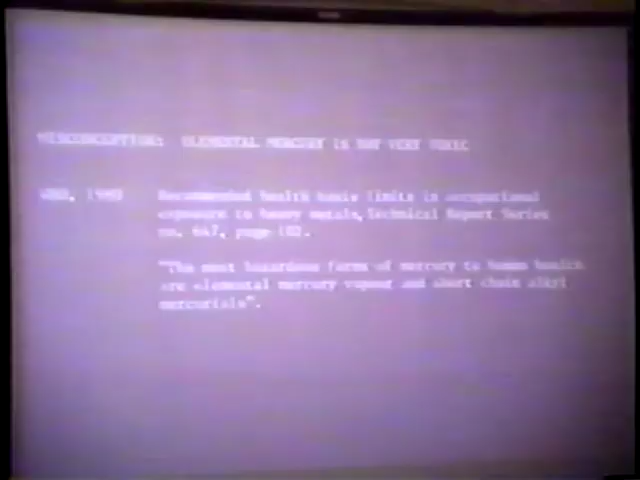 MISCONCEPTION: ELEMENTAL MERCURY IS NOT VERY TOXIC
WHO, 1980 Recommended health basis limits in occupational
exposure to heavy metals, Technical Report Series
no. 647, page 102.
"The most hazardous forms of mercury to human health
are elemental mercury vapour and short chain alkyl
mercurials".